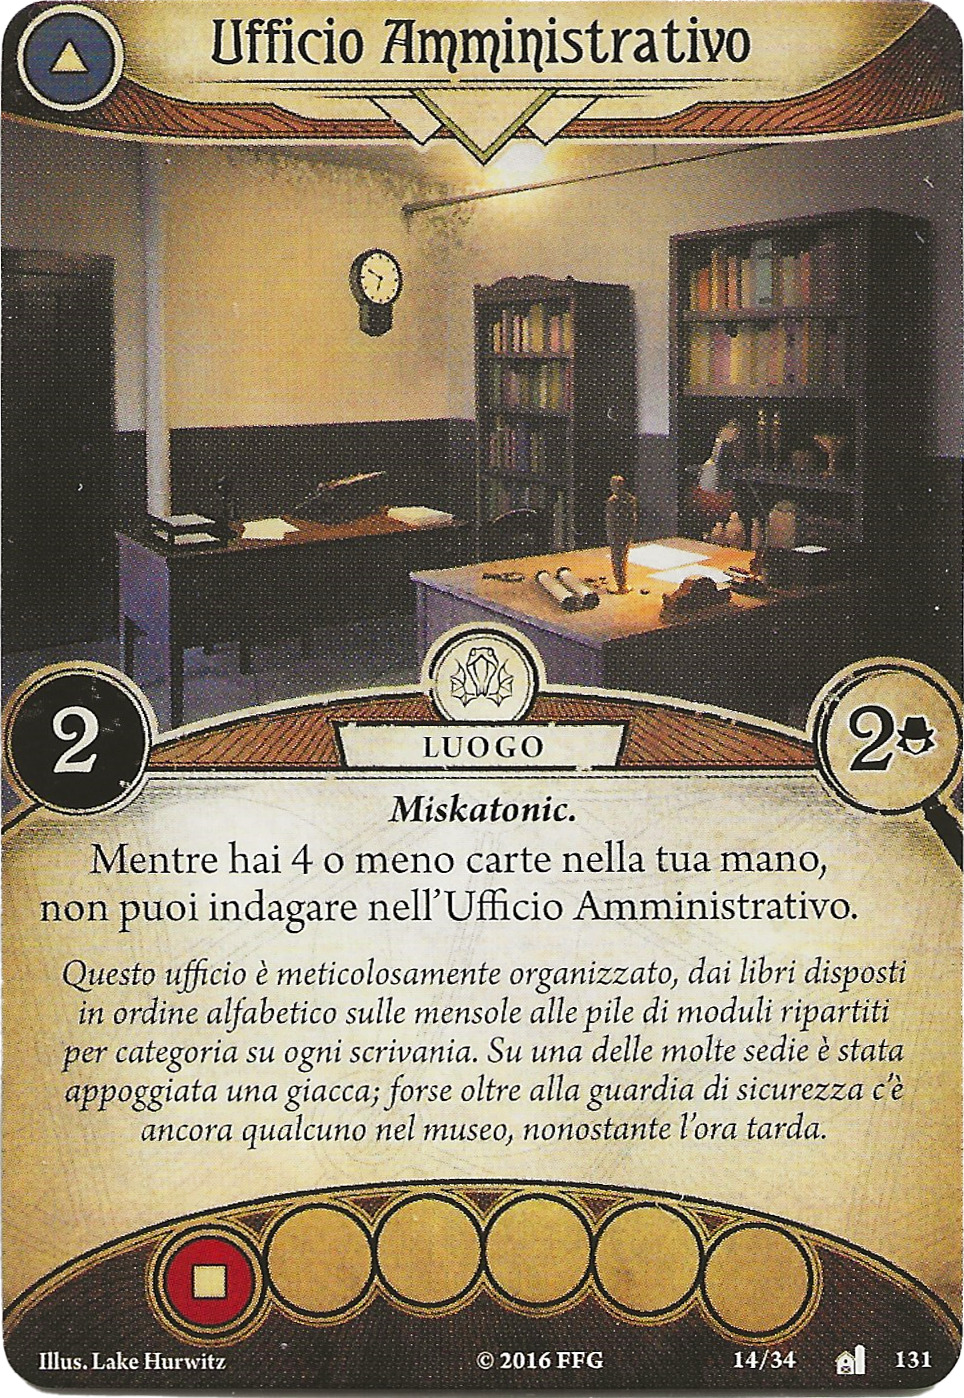 Ufficio Amministrativo
2
2
LUOGO
Miskatonic.
Mentre hai 4 o meno carte nella tua mano,
non puoi indagare nell'Ufficio Amministrativo.
Questo ufficio è meticolosamente organizzato, dai libri disposti
in ordine alfabetico sulle mensole alle pile di moduli ripartiti
per categoria su ogni scrivania. Su una delle molte sedie è stata
appoggiata una giacca; forse oltre alla guardia di sicurezza c'è
ancora qualcuno nel museo, nonostante l'ora tarda.
Illus. Lake Hurwitz
© 2016 FFG
14/34
131